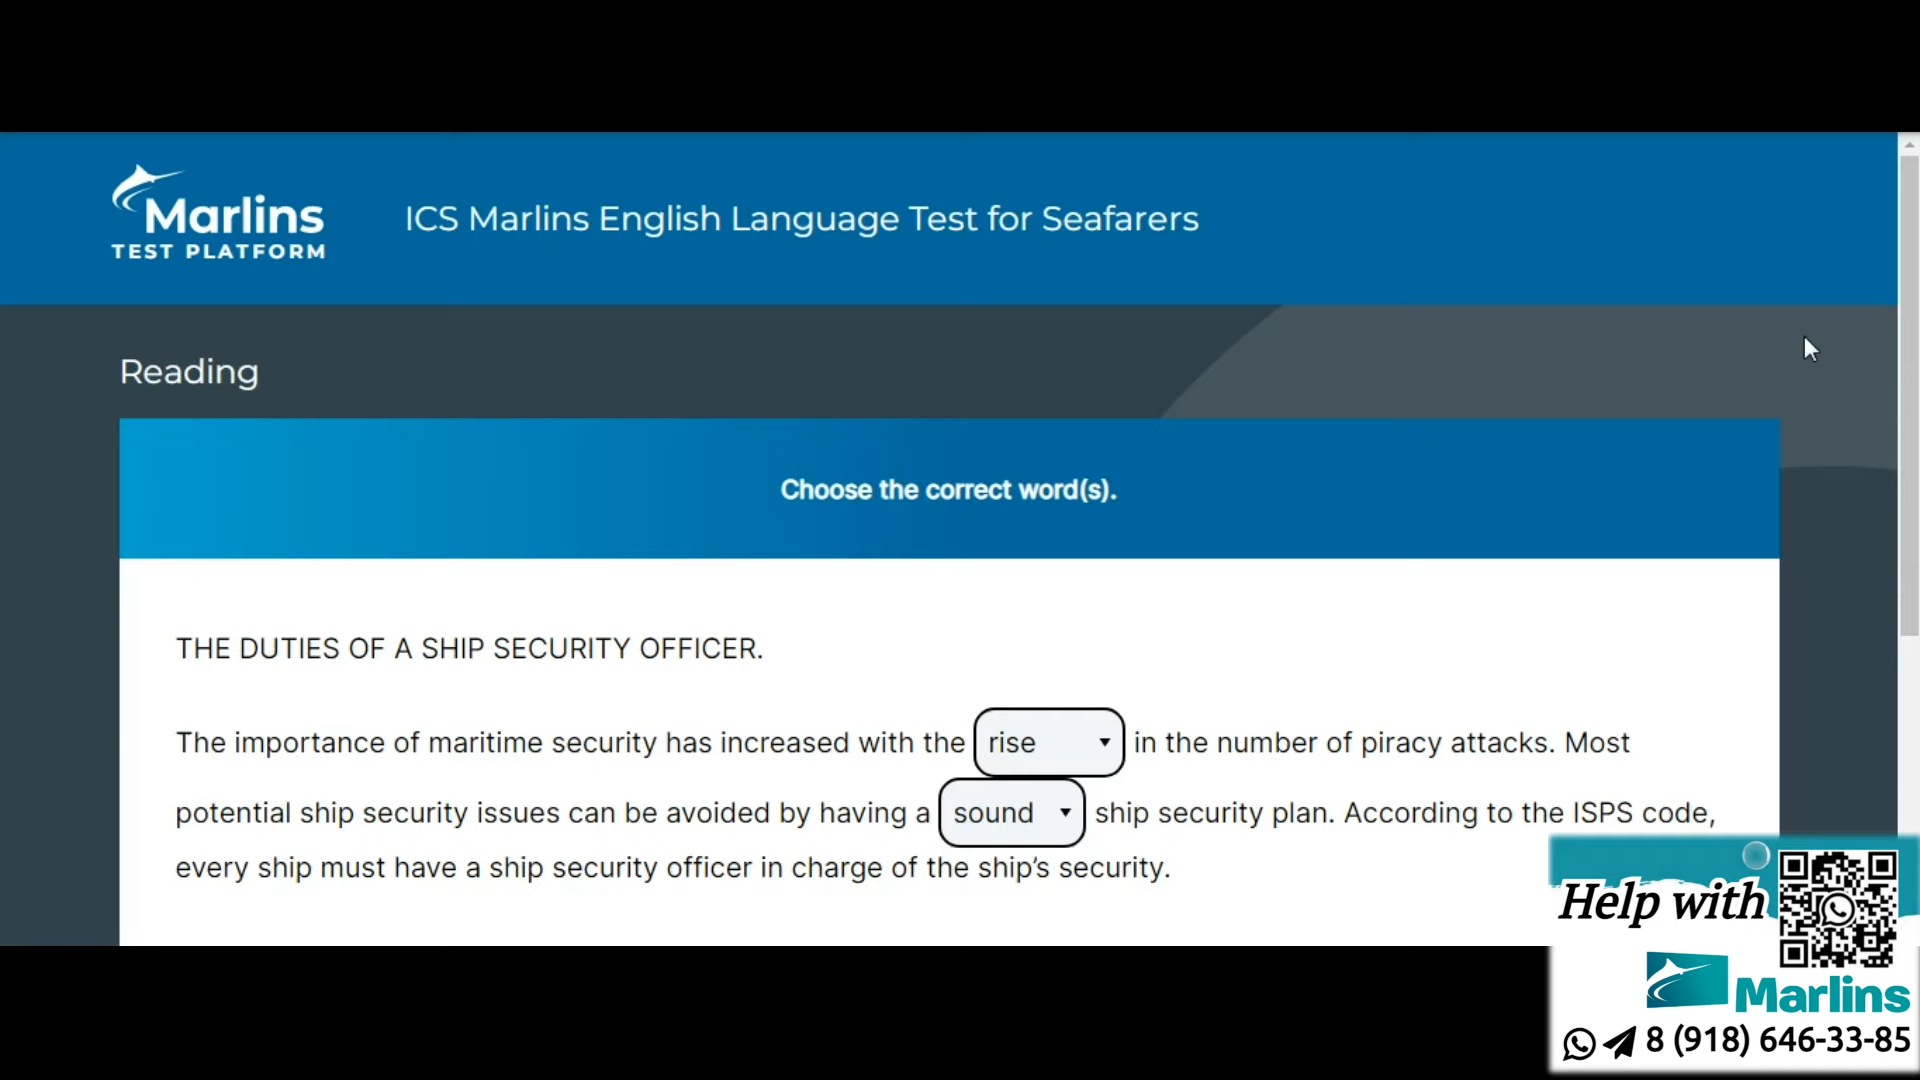 Marlins
TEST PLATFORM
ICS Marlins English Language Test for Seafarers
Reading
Choose the correct word(s).
THE DUTIES OF A SHIP SECURITY OFFICER.
The importance of maritime security has increased with the rise in the number of piracy attacks. Most
potential ship security issues can be avoided by having a sound ship security plan. According to the ISPS code,
every ship must have a ship security officer in charge of the ship's security.
Help with
Marlins
8 (918) 646-33-85